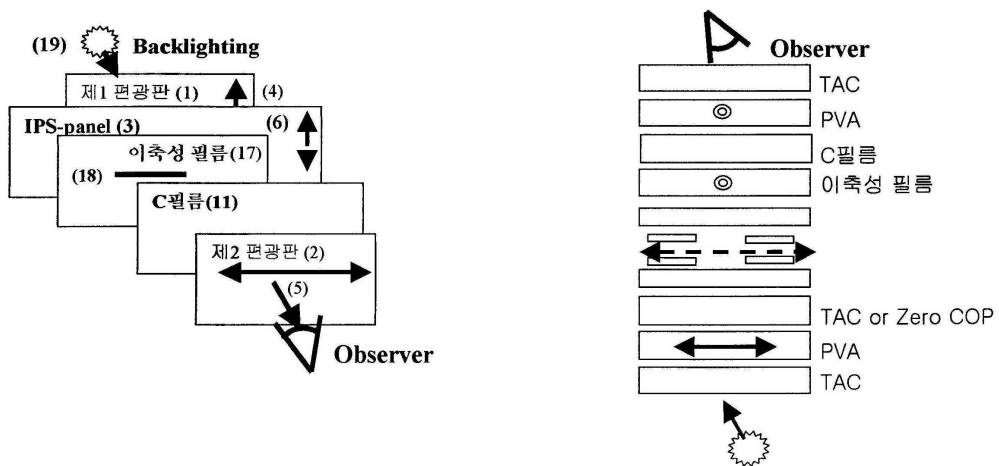 (19) Backlighting
제1 편광판 (1) (4)
IPS-panel (3) (6)
이축성 필름(17)
(18)
C필름(11)
제2 편광판 (2)
(5)
Observer
Observer
TAC
PVA
C필름
이축성 필름
TAC or Zero COP
PVA
TAC